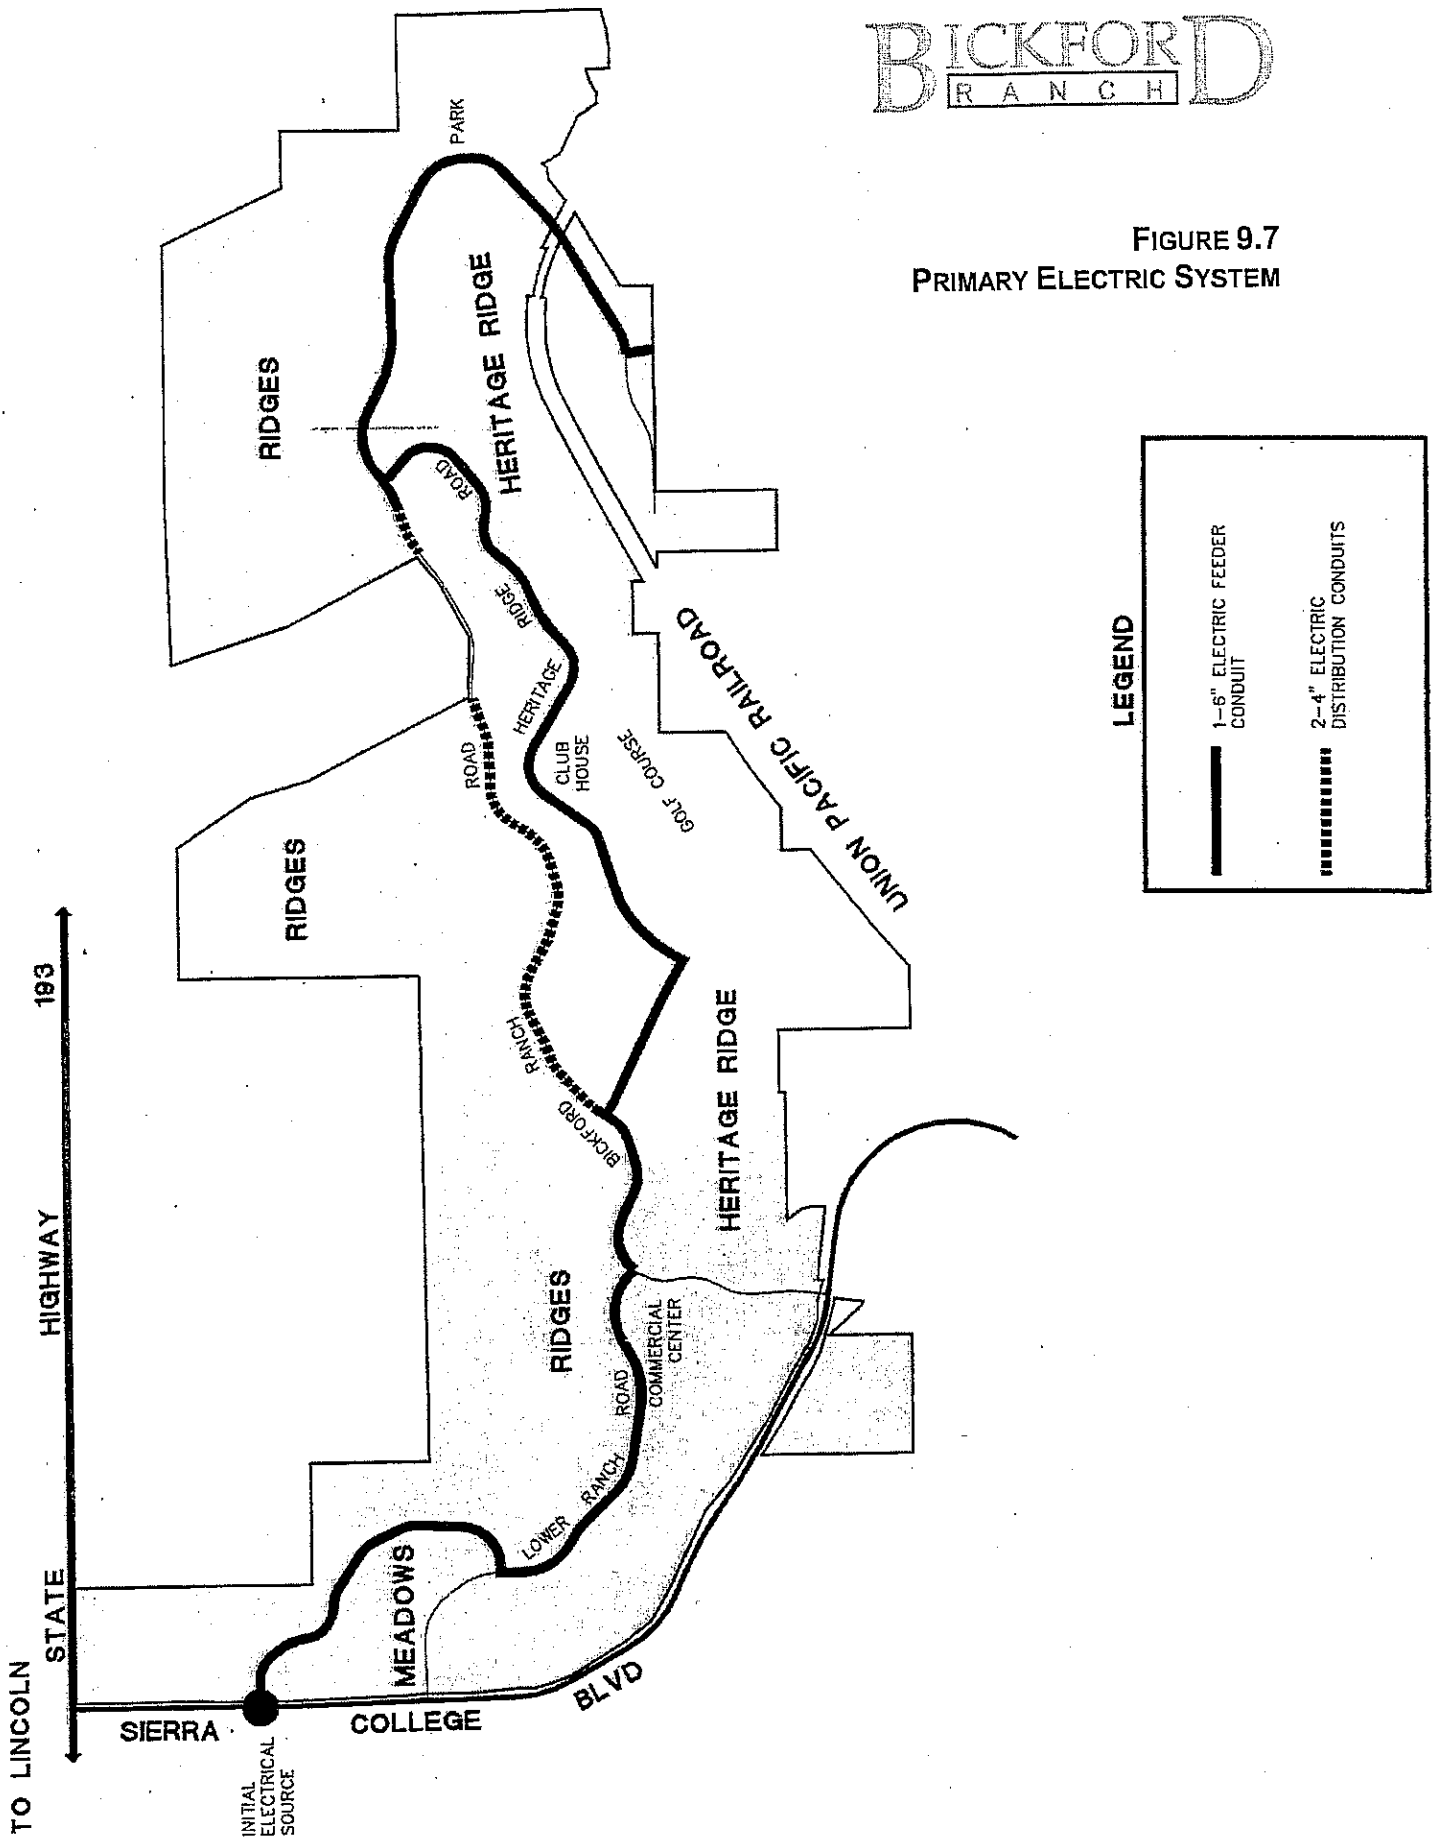 BICKFORD
RANCH
FIGURE 9.7
PRIMARY ELECTRIC SYSTEM
TO LINCOLN
STATE HIGHWAY 193
SIERRA COLLEGE BLVD
INITIAL
ELECTRICAL
SOURCE
MEADOWS
LOWER RANCH ROAD
RIDGES
COMMERCIAL
CENTER
HERITAGE RIDGE
BICKFORD RANCH ROAD
RIDGES
CLUB
HOUSE
HERITAGE RIDGE ROAD
GOLF COURSE
UNION PACIFIC RAILROAD
RIDGES
HERITAGE RIDGE
PARK
LEGEND
1-6" ELECTRIC FEEDER
CONDUIT
2-4" ELECTRIC
DISTRIBUTION CONDUITS